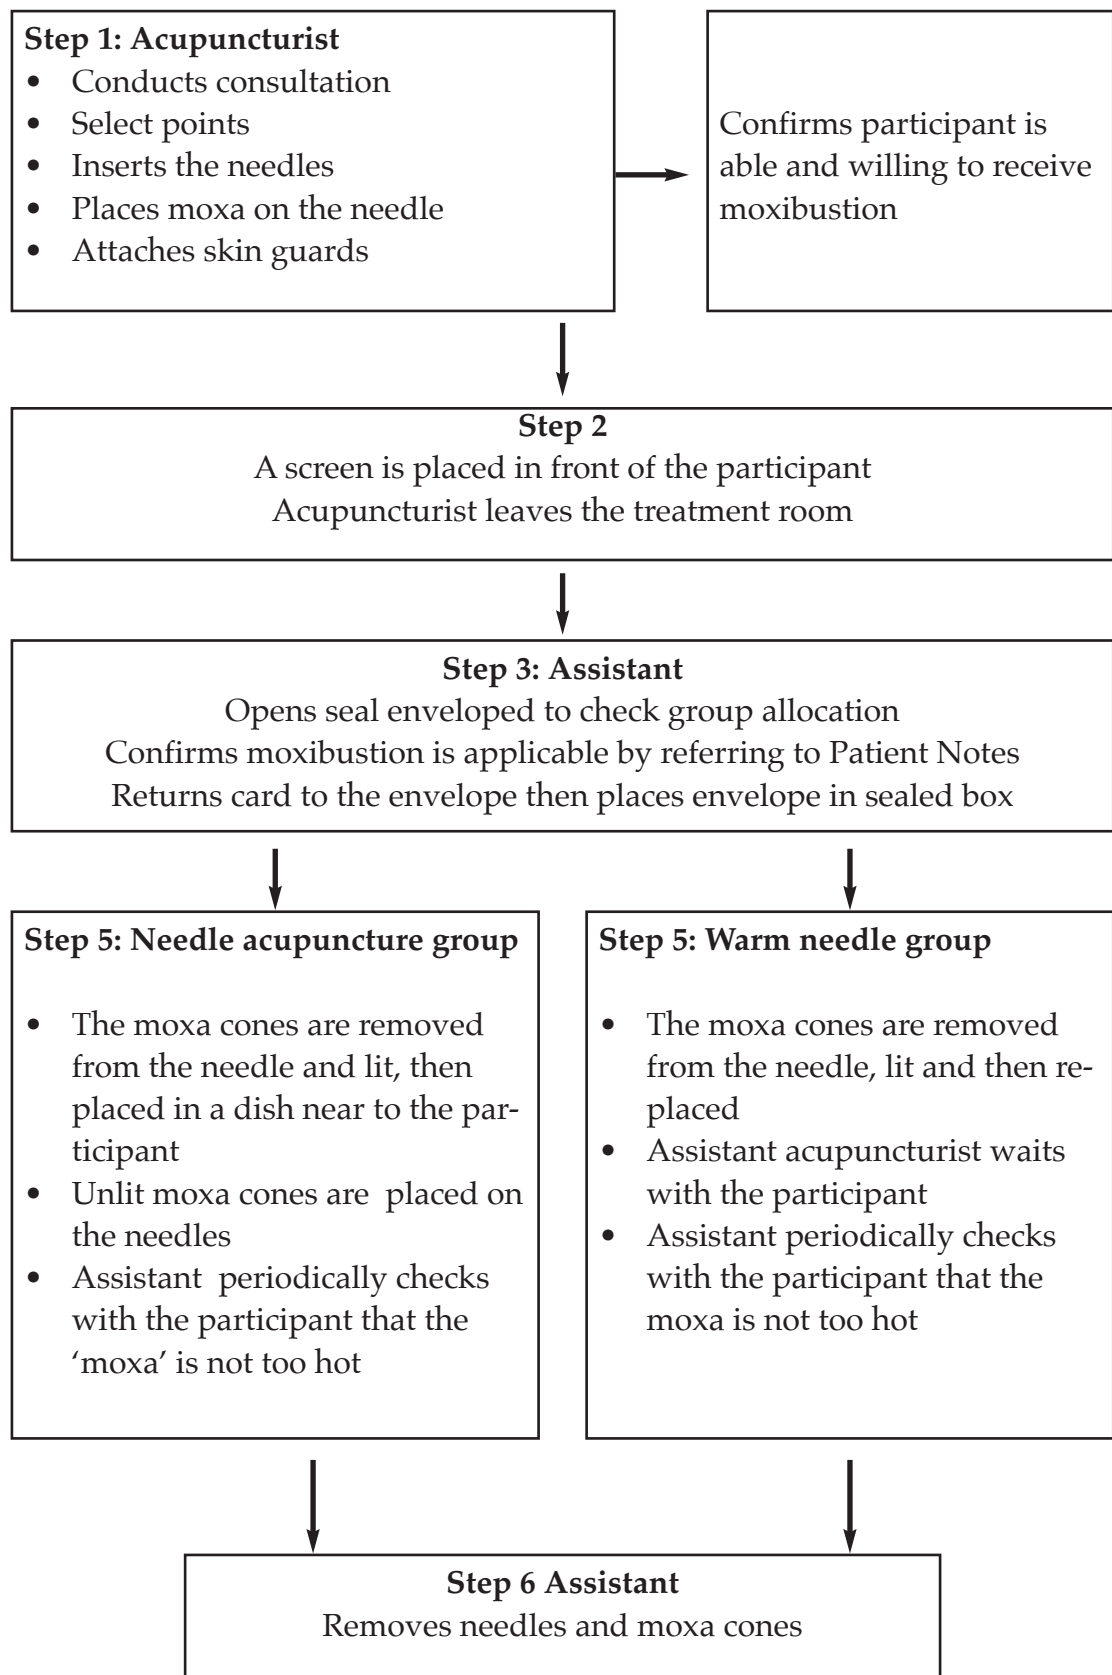 Step 1: Acupuncturist
• Conducts consultation
• Select points
• Inserts the needles
• Places moxa on the needle
• Attaches skin guards
Confirms participant is
able and willing to receive
moxibustion
Step 2
A screen is placed in front of the participant
Acupuncturist leaves the treatment room
Step 3: Assistant
Opens seal enveloped to check group allocation
Confirms moxibustion is applicable by referring to Patient Notes
Returns card to the envelope then places envelope in sealed box
Step 5: Needle acupuncture group
• The moxa cones are removed
from the needle and lit, then
placed in a dish near to the par-
ticipant
• Unlit moxa cones are placed on
the needles
• Assistant periodically checks
with the participant that the
‘moxa’ is not too hot
Step 5: Warm needle group
• The moxa cones are removed
from the needle, lit and then re-
placed
• Assistant acupuncturist waits
with the participant
• Assistant periodically checks
with the participant that the
moxa is not too hot
Step 6 Assistant
Removes needles and moxa cones